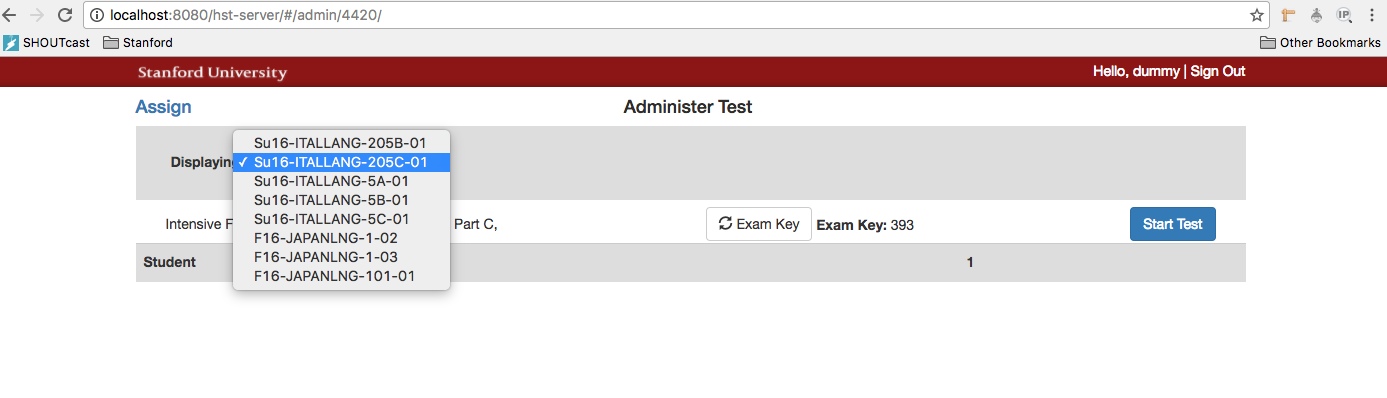 localhost:8080/hst-server/#/admin/4420/
IP
SHOUTcast Stanford Other Bookmarks
Stanford University Hello, dummy | Sign Out
Assign Administer Test
Su16-ITALLANG-205B-01
Displaying ✓ Su16-ITALLANG-205C-01
Su16-ITALLANG-5A-01
Su16-ITALLANG-5B-01
Su16-ITALLANG-5C-01
Intensive F Part C, Exam Key Exam Key: 393 Start Test
F16-JAPANLNG-1-02
F16-JAPANLNG-1-03
Student 1
F16-JAPANLNG-101-01